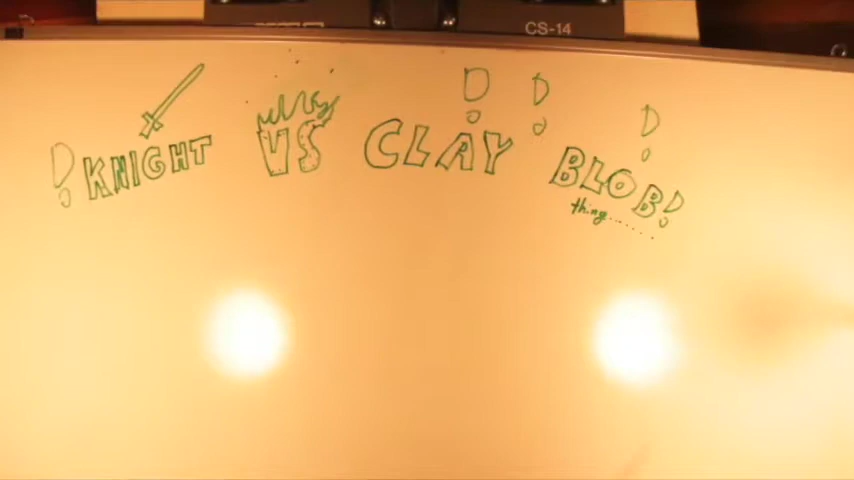 CS-14
! KNIGHT VS CLAY ! ! BLOB! !
thing........